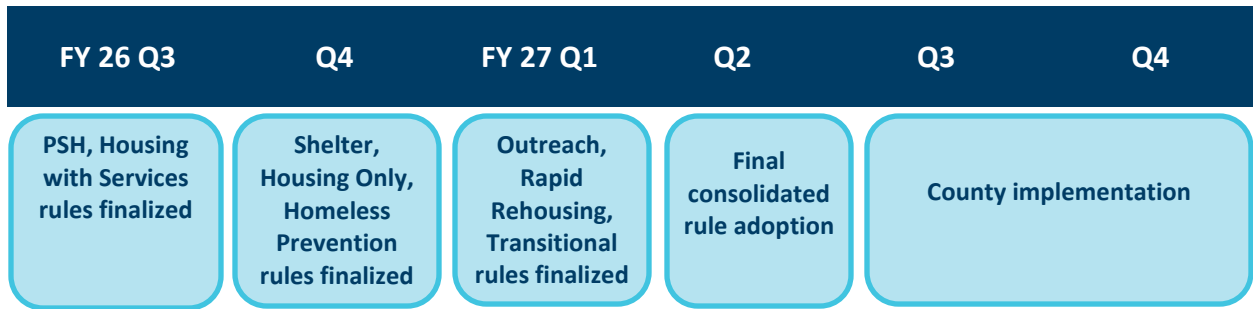 FY 26 Q3 Q4 FY 27 Q1 Q2 Q3 Q4
PSH, Housing
with Services
rules finalized
Shelter,
Housing Only,
Homeless
Prevention
rules finalized
Outreach,
Rapid
Rehousing,
Transitional
rules finalized
Final
consolidated
rule adoption
County implementation